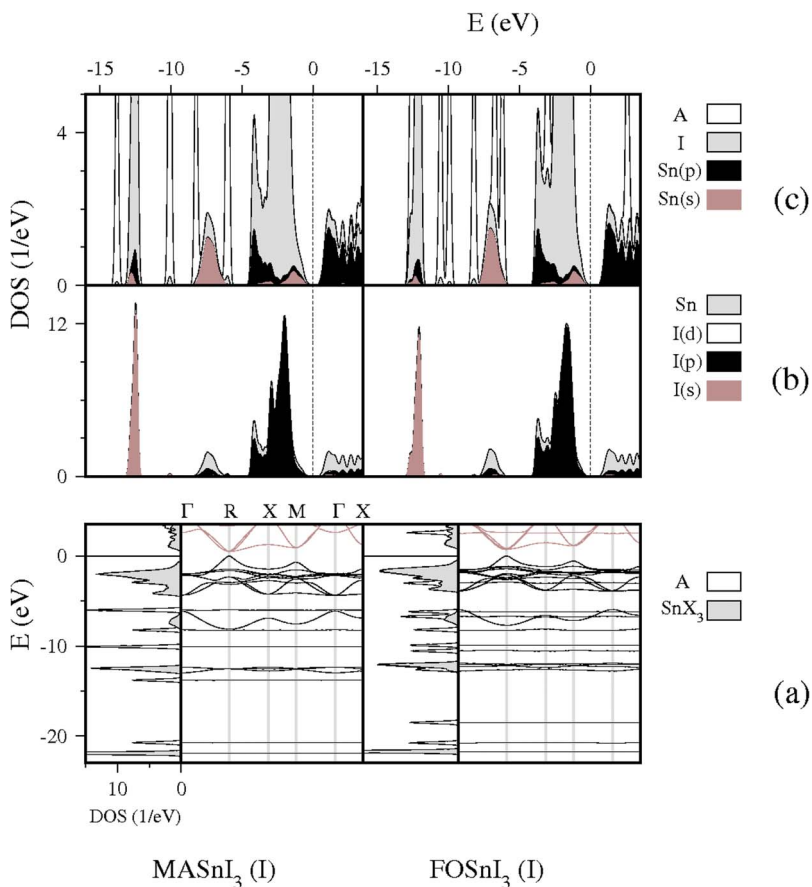 E (eV)
-15 -10 -5 0 -15 -10 -5 0
4
0
DOS (1/eV)
A
I
Sn(p)
Sn(s)
(c)
12
0
Sn
I(d)
I(p)
I(s)
(b)
Γ R X M Γ X
0
-10
-20
E (eV)
A
SnX₃
(a)
10 0
DOS (1/eV)
MASnI₃ (I) FOSnI₃ (I)